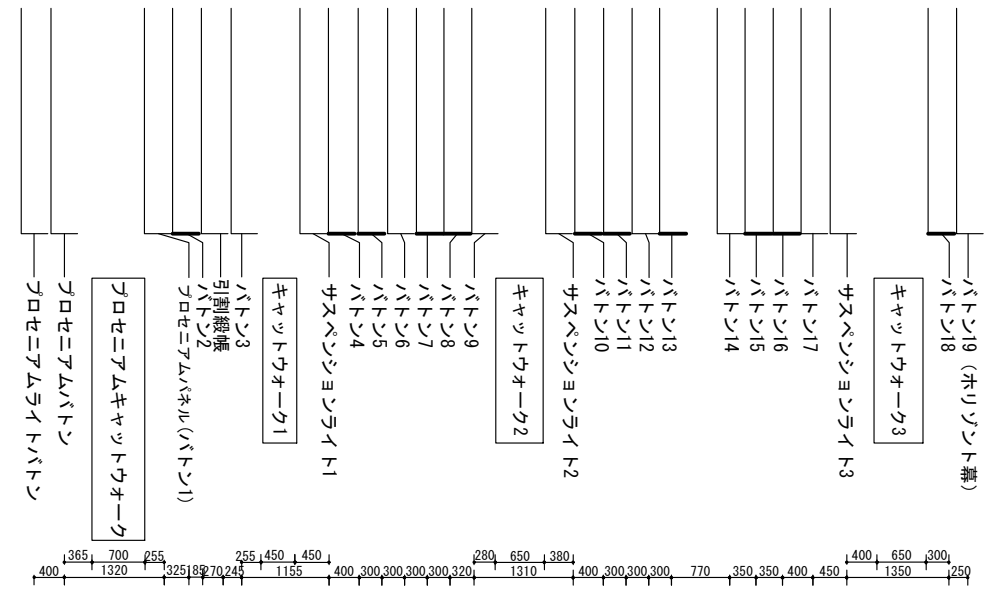 プロセニアムライトバトン
プロセニアムバトン
プロセニアムキャットウォーク
プロセニアムパネル(バトン1)
バトン2
引割緞帳
バトン3
キャットウォーク1
サスペンションライト1
バトン4
バトン5
バトン6
バトン7
バトン8
バトン9
キャットウォーク2
サスペンションライト2
バトン10
バトン11
バトン12
バトン13
バトン14
バトン15
バトン16
バトン17
サスペンションライト3
キャットウォーク3
バトン18
バトン19 (ホリゾント幕)
365 700 255 255 450 450 280 650 380 400 650 300
400 1320 325 185 270 245 1155 400 300 300 300 300 320 1310 400 300 300 300 770 350 350 400 450 1350 250